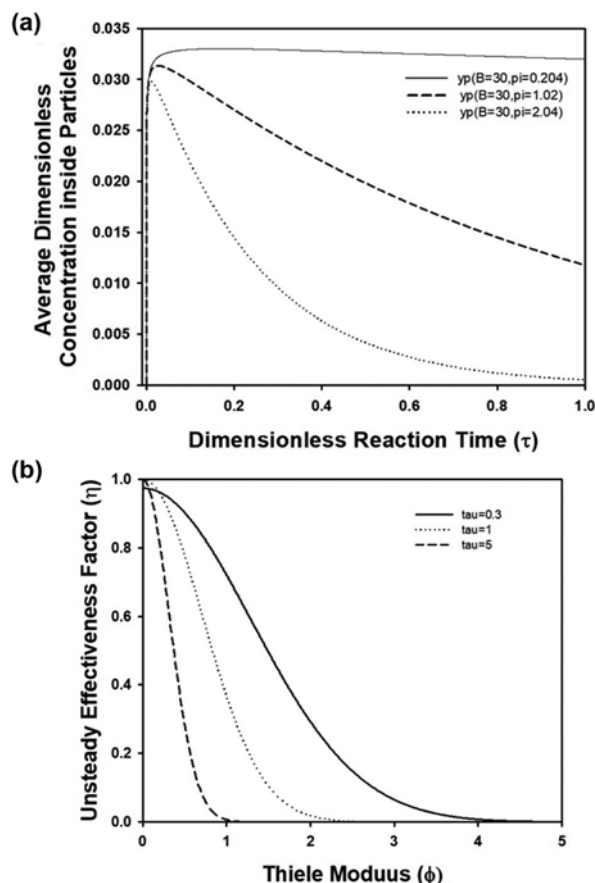 (a)
Average Dimensionless
Concentration inside Particles
0.035
0.030
0.025
0.020
0.015
0.010
0.005
0.000
yp(B=30,pi=0.204)
yp(B=30,pi=1.02)
yp(B=30,pi=2.04)
0.0 0.2 0.4 0.6 0.8 1.0
Dimensionless Reaction Time (τ)
(b)
Unsteady Effectiveness Factor (η)
1.0
0.8
0.6
0.4
0.2
0.0
tau=0.3
tau=1
tau=5
0 1 2 3 4 5
Thiele Moduus (ϕ)